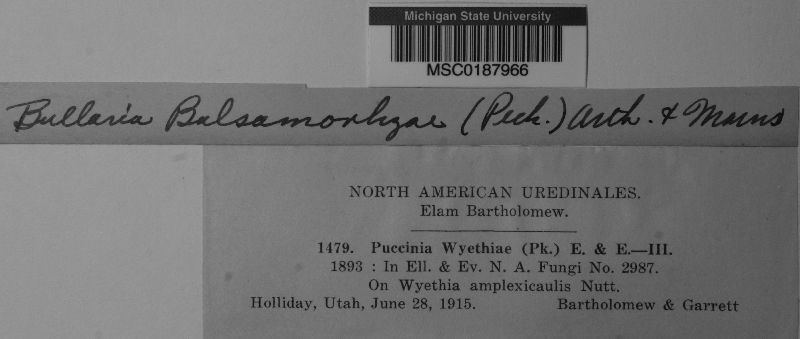 Michigan State University
MSC0187966
Bullaria Balsamorhyae (Peck.) Arth. & Mains
NORTH AMERICAN UREDINALES.
Elam Bartholomew.
1479. Puccinia Wyethiae (Pk.) E. & E.—III.
1893 : In Ell. & Ev. N. A. Fungi No. 2987.
On Wyethia amplexicaulis Nutt.
Holliday, Utah, June 28, 1915. Bartholomew & Garrett